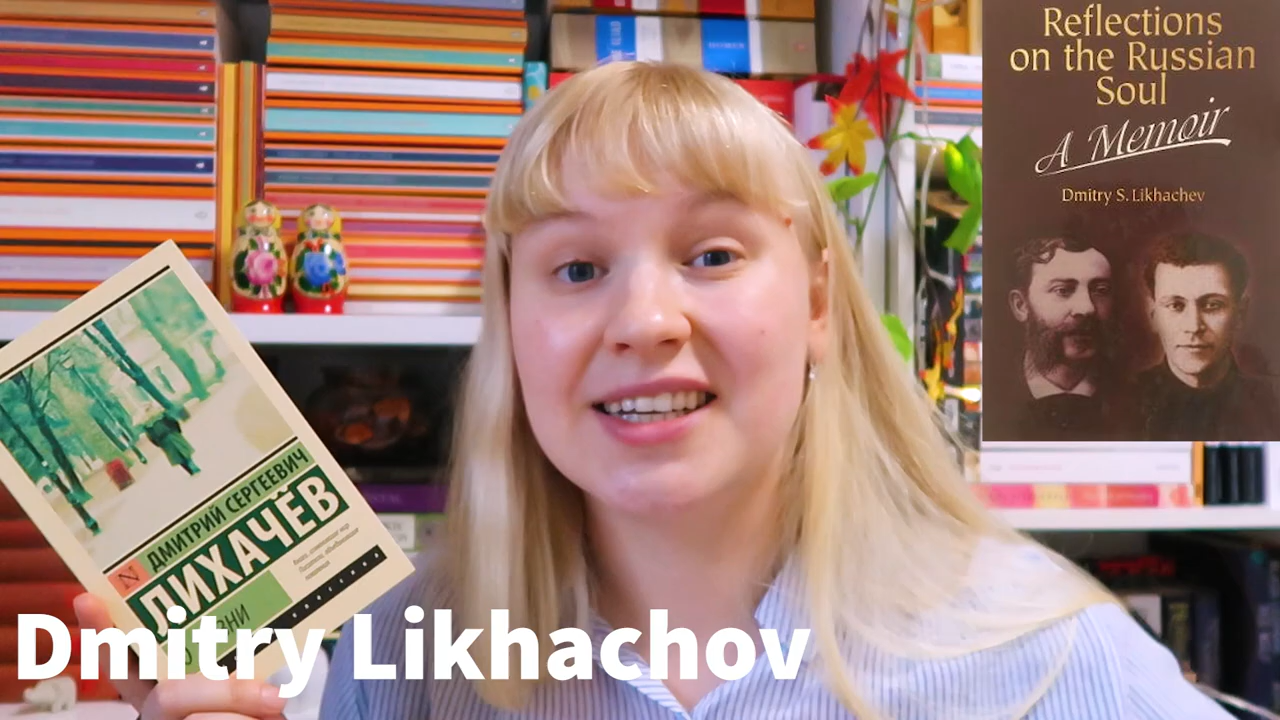 Reflections
on the Russian
Soul
A Memoir
Dmitry S. Likhachev
ДМИТРИЙ СЕРГЕЕВИЧ
N
ЛИХАЧЁВ
Dmitry Likhachov